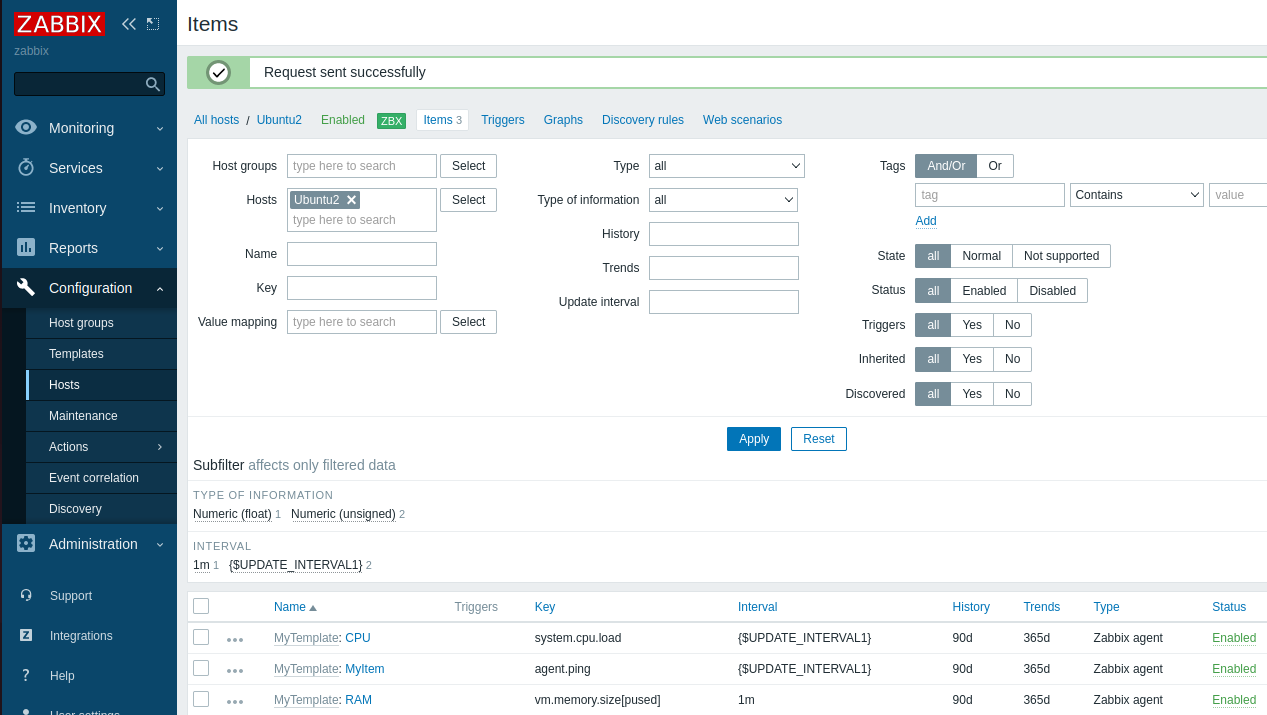 ZABBIX
zabbix
Monitoring
Services
Inventory
Reports
Configuration
Host groups
Templates
Hosts
Maintenance
Actions
Event correlation
Discovery
Administration
Support
Z Integrations
? Help
User settings
Items
Request sent successfully
All hosts / Ubuntu2 Enabled ZBX Items 3 Triggers Graphs Discovery rules Web scenarios
Host groups type here to search Select
Hosts Ubuntu2 Select
type here to search
Name
Key
Value mapping type here to search Select
Type all
Type of information all
History
Trends
Update interval
Tags And/Or Or
tag Contains value
Add
State all Normal Not supported
Status all Enabled Disabled
Triggers all Yes No
Inherited all Yes No
Discovered all Yes No
Apply Reset
Subfilter affects only filtered data
TYPE OF INFORMATION
Numeric (float) 1 Numeric (unsigned) 2
INTERVAL
1m 1 {$UPDATE_INTERVAL1} 2
Name Triggers Key Interval History Trends Type Status
MyTemplate: CPU system.cpu.load {$UPDATE_INTERVAL1} 90d 365d Zabbix agent Enabled
MyTemplate: MyItem agent.ping {$UPDATE_INTERVAL1} 90d 365d Zabbix agent Enabled
MyTemplate: RAM vm.memory.size[pused] 1m 90d 365d Zabbix agent Enabled